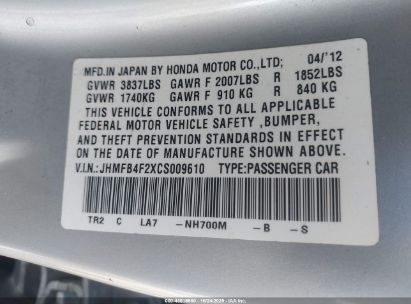 MFD.IN JAPAN BY HONDA MOTOR CO.,LTD; 04/'12
GVWR 3837LBS GAWR F 2007LBS R 1852LBS
GVWR 1740KG GAWR F 910 KG R 840 KG
THIS VEHICLE CONFORMS TO ALL APPLICABLE
FEDERAL MOTOR VEHICLE SAFETY ,BUMPER,
AND THEFT PREVENTION STANDARDS IN EFFECT
ON THE DATE OF MANUFACTURE SHOWN ABOVE.
V.I.N.: JHMFB4F2XCS009610 TYPE:PASSENGER CAR
TR2 C LA7 -NH700M -B -S